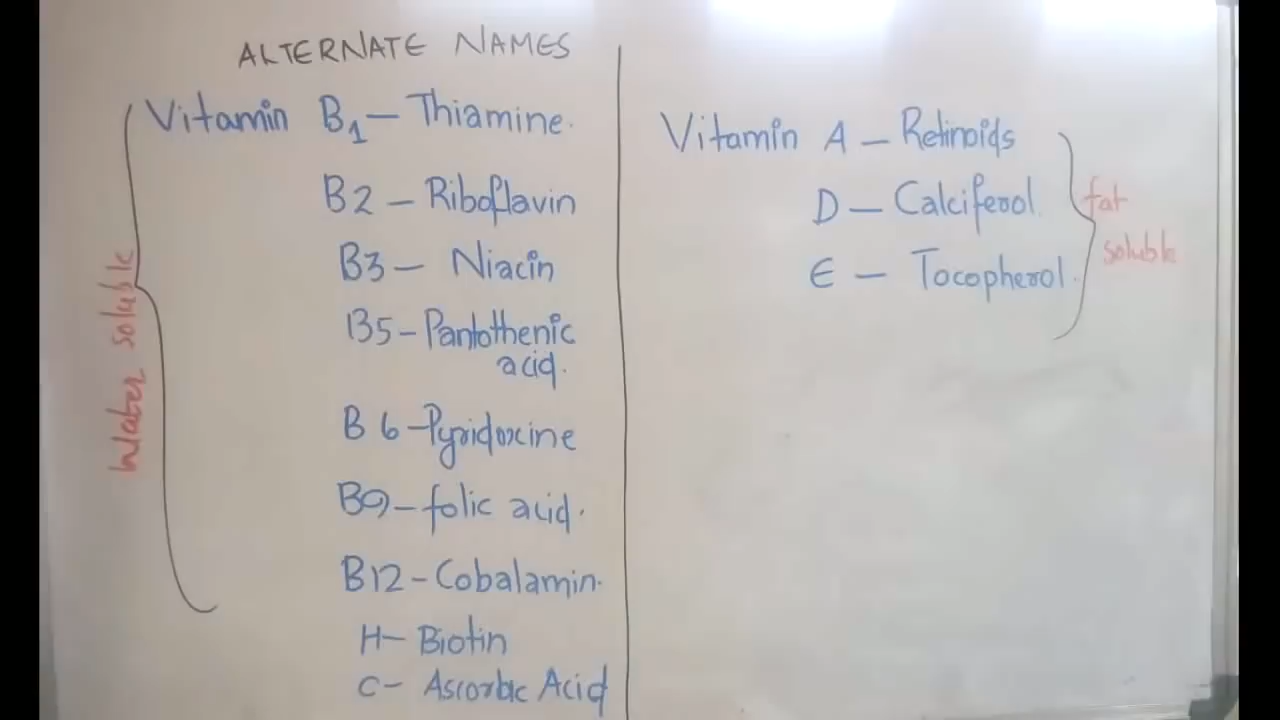 ALTERNATE NAMES
Vitamin B1 — Thiamine.
B2 — Riboflavin
B3 — Niacin
B5 — Pantothenic
acid.
B6 — Pyridoxine
B9 — folic acid.
B12 — Cobalamin.
H — Biotin
C — Ascorbic Acid
water soluble
Vitamin A — Retinoids
D — Calciferol.
E — Tocopherol.
fat
soluble